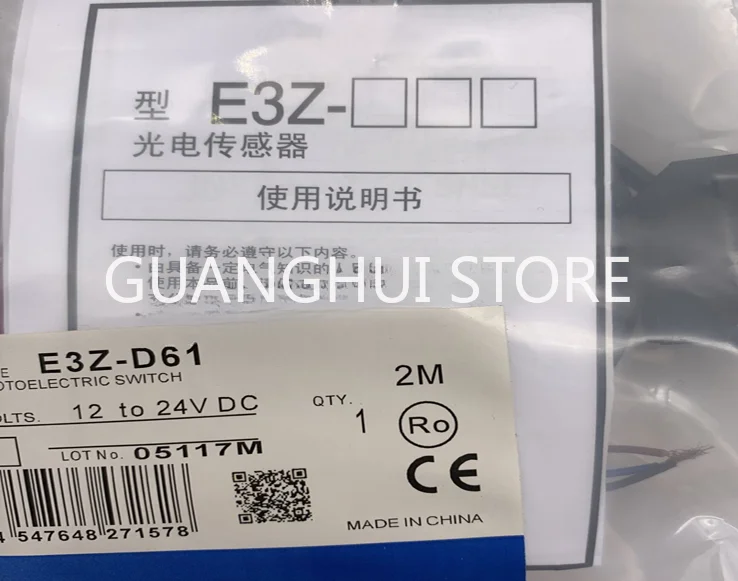 型 E3Z-□□□
光电传感器
使用说明书
使用时，请务必遵守以下内容。
GUANGHUI STORE
E3Z-D61
OTOELECTRIC SWITCH
2M
OLTS. 12 to 24V DC
QTY. 1
Ro
LOT No. 05117M
CE
4 547648 271578
MADE IN CHINA